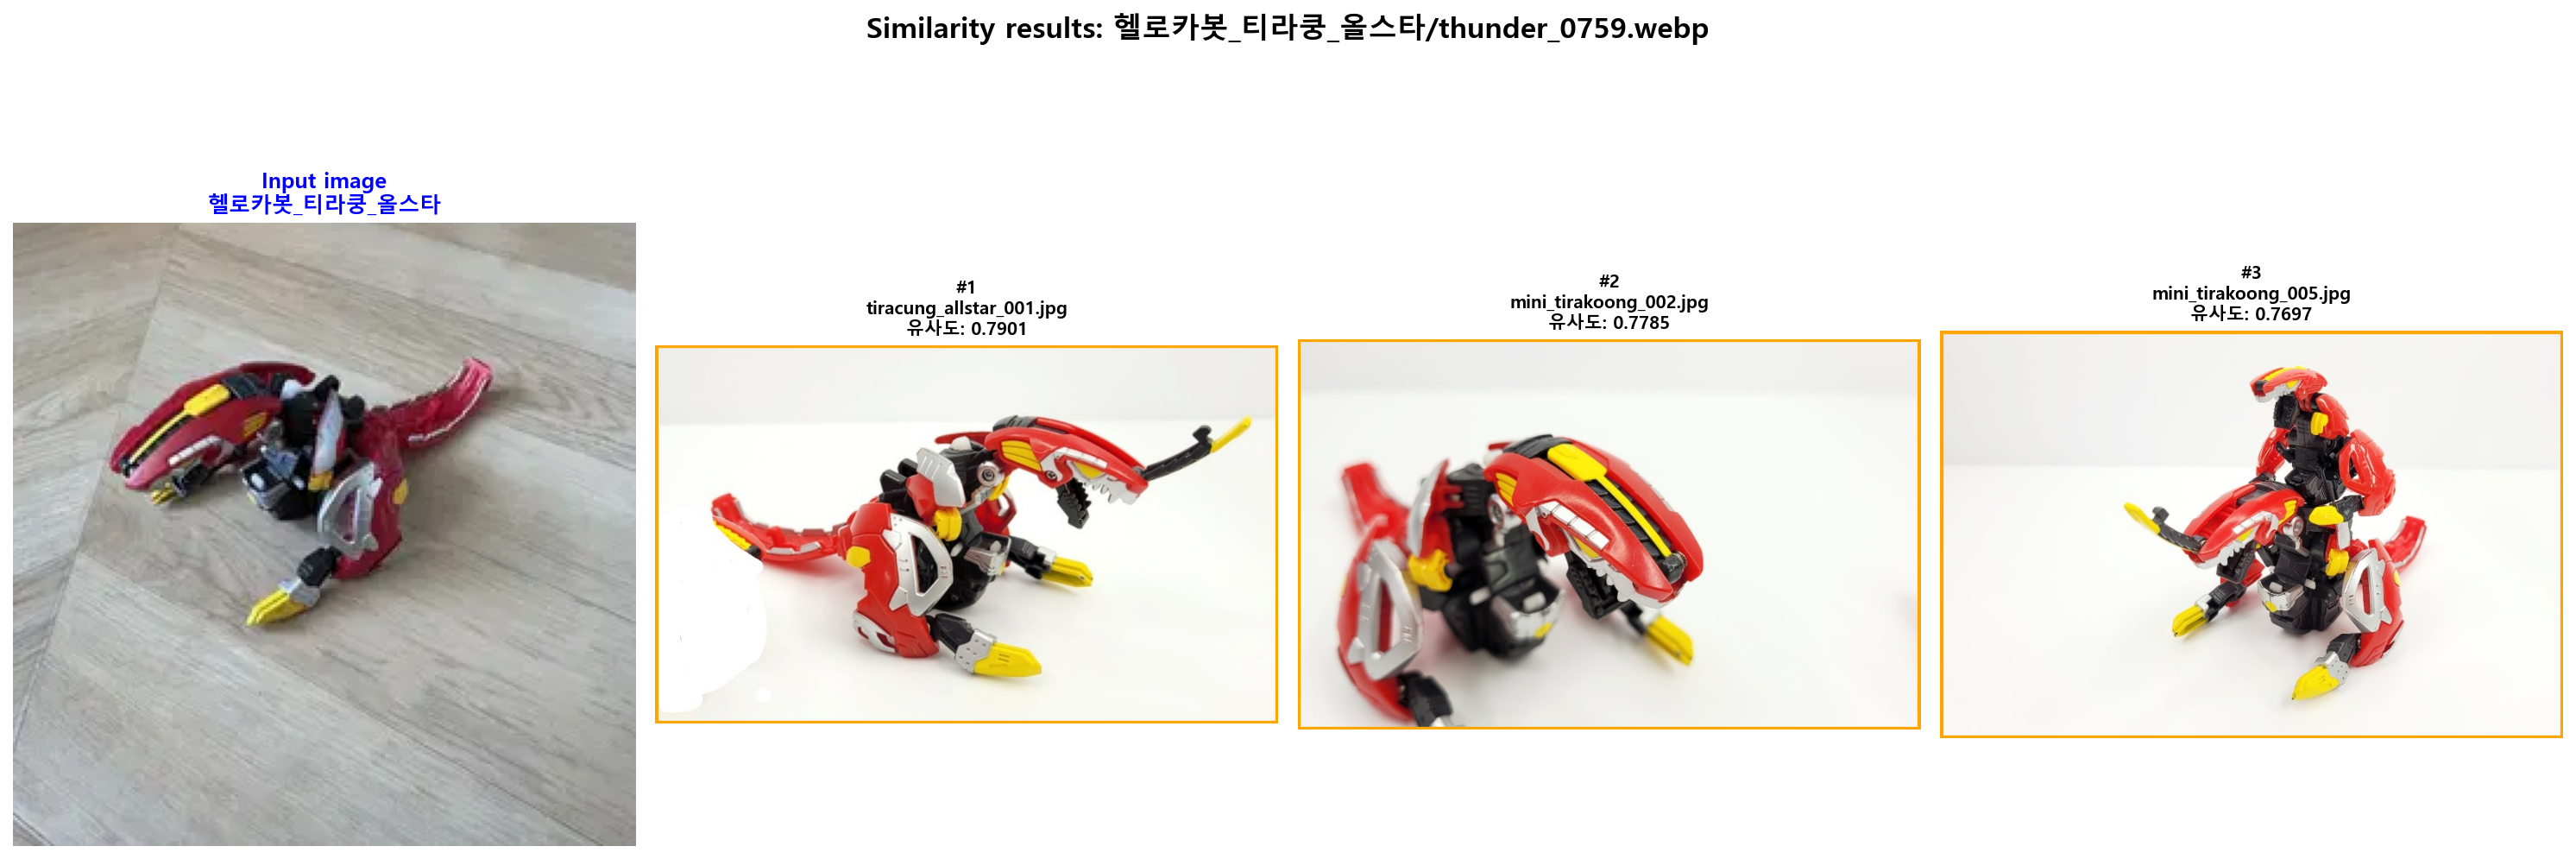 Similarity results: 헬로카봇_티라쿵_올스타/thunder_0759.webp
Input image
헬로카봇_티라쿵_올스타
#1
tiracung_allstar_001.jpg
유사도: 0.7901
#2
mini_tirakoong_002.jpg
유사도: 0.7785
#3
mini_tirakoong_005.jpg
유사도: 0.7697